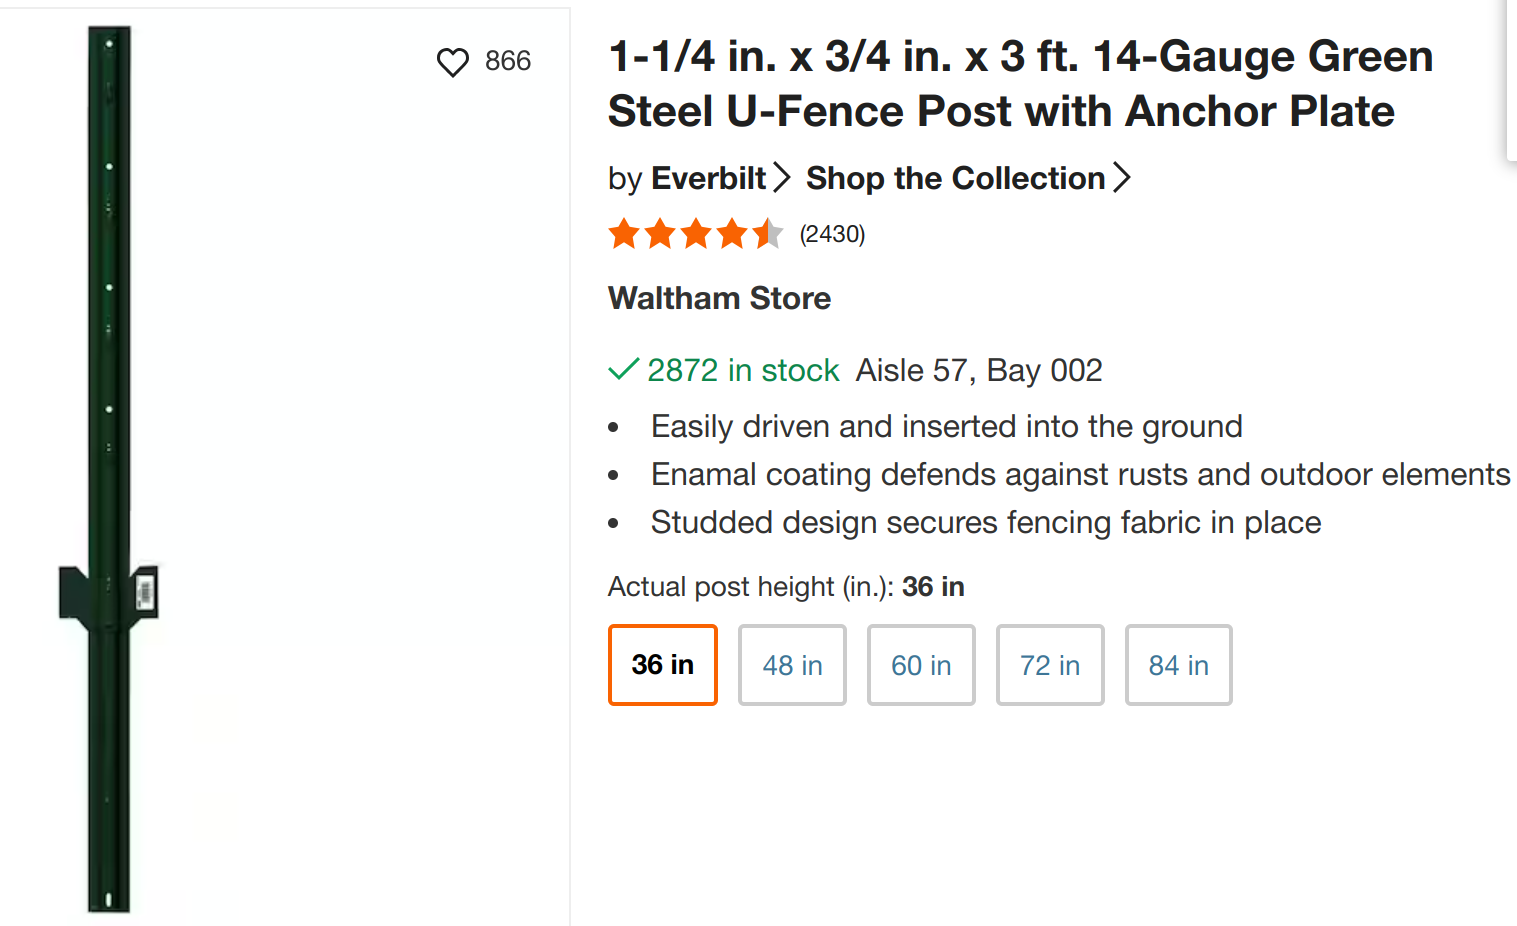 866
1-1/4 in. x 3/4 in. x 3 ft. 14-Gauge Green
Steel U-Fence Post with Anchor Plate
by Everbilt Shop the Collection
(2430)
Waltham Store
2872 in stock Aisle 57, Bay 002
Easily driven and inserted into the ground
Enamal coating defends against rusts and outdoor elements
Studded design secures fencing fabric in place
Actual post height (in.): 36 in
36 in 48 in 60 in 72 in 84 in